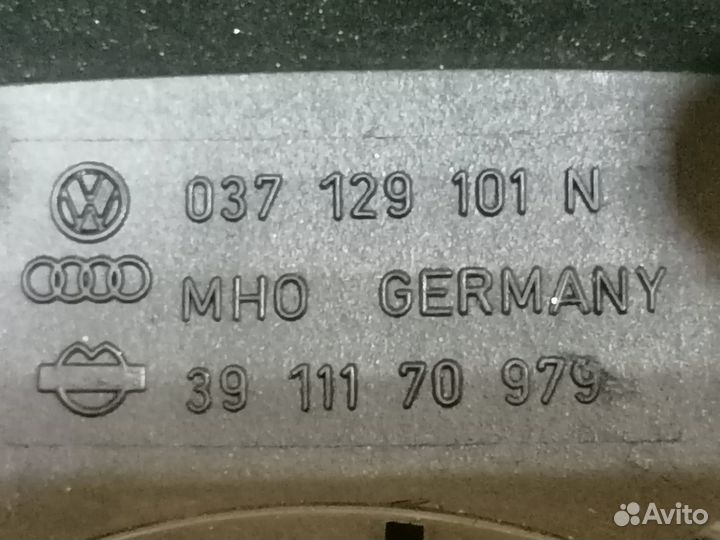 037 129 101 N
MHO GERMANY
39 111 70 979
Avito